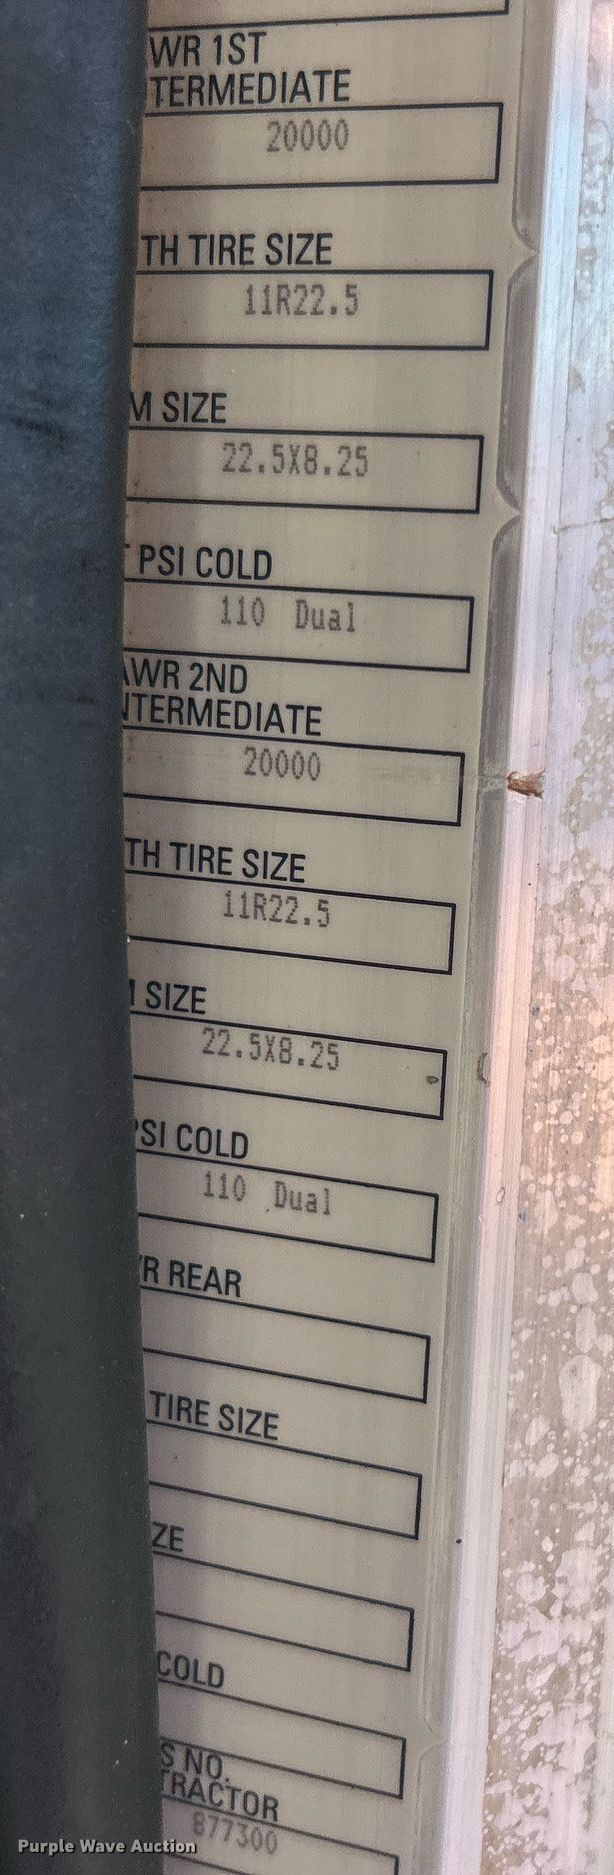 WR 1ST
TERMEDIATE
20000
TH TIRE SIZE
11R22.5
M SIZE
22.5X8.25
PSI COLD
110 Dual
AWR 2ND
NTERMEDIATE
20000
TH TIRE SIZE
11R22.5
M SIZE
22.5X8.25
PSI COLD
110 Dual
R REAR
TIRE SIZE
ZE
COLD
S NO.
TRACTOR
877300
Purple Wave Auction